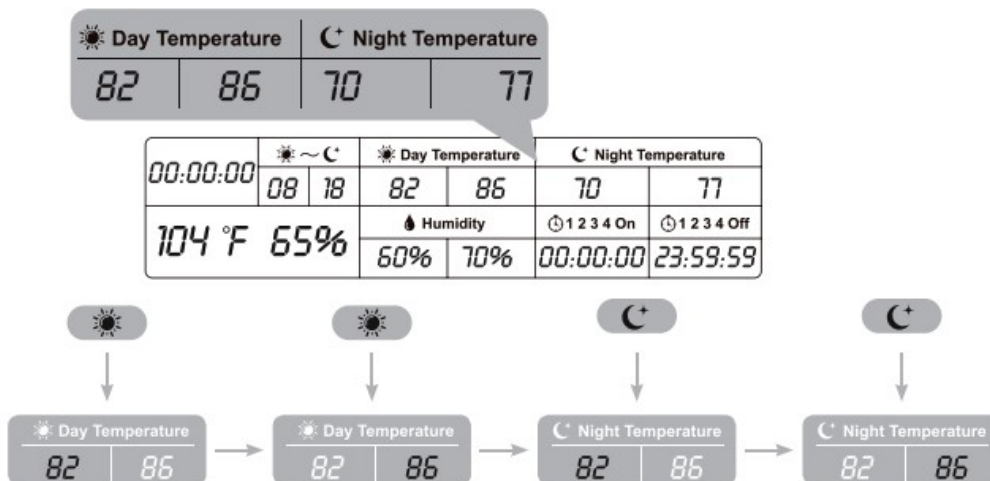 Day Temperature Night Temperature
82 86 70 77
00:00:00 ~ Day Temperature Night Temperature
08 18 82 86 70 77
104 °F 65% Humidity 1 2 3 4 On 1 2 3 4 Off
60% 70% 00:00:00 23:59:59
Day Temperature Day Temperature Night Temperature Night Temperature
82 86 82 86 82 86 82 86